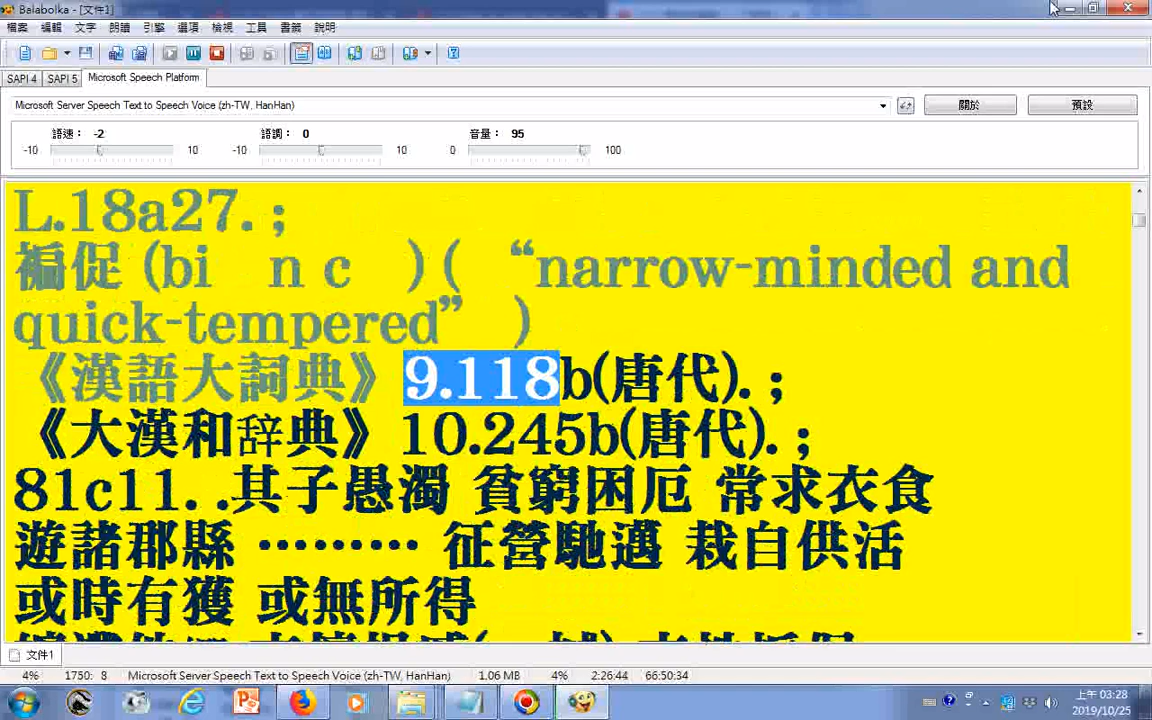 Balabolka - [文件1]
檔案 編輯 文字 朗讀 引擎 選項 檢視 工具 書籤 說明
SAPI 4 SAPI 5 Microsoft Speech Platform
Microsoft Server Speech Text to Speech Voice (zh-TW, HanHan) 關於 預設
語速： -2 語調： 0 音量： 95
-10 10 -10 10 0 100
L.18a27.；
褊促 (bi n c )( “narrow-minded and
quick-tempered” )
《漢語大詞典》 9.118b(唐代).；
《大漢和辞典》 10.245b(唐代).；
81c11. .其子愚濁 貧窮困厄 常求衣食
遊諸郡縣 ……… 征營馳邁 栽自供活
或時有獲 或無所得
文件1
4% 1750: 8 Microsoft Server Speech Text to Speech Voice (zh-TW, HanHan) 1.06 MB 4% 2:26:44 66:50:34
上午 03:28
2019/10/25